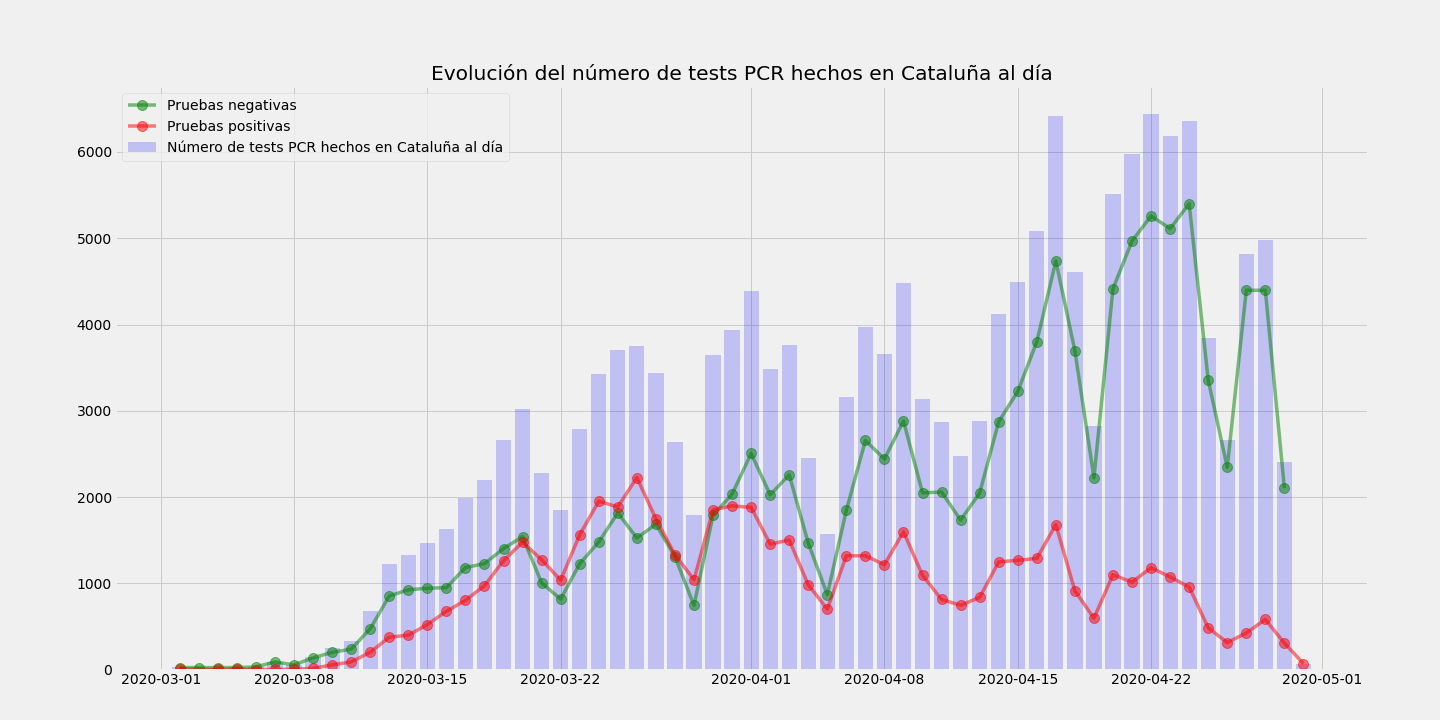 Evolución del número de tests PCR hechos en Cataluña al día
Pruebas negativas
Pruebas positivas
Número de tests PCR hechos en Cataluña al día
6000
5000
4000
3000
2000
1000
0
2020-03-01 2020-03-08 2020-03-15 2020-03-22 2020-04-01 2020-04-08 2020-04-15 2020-04-22 2020-05-01